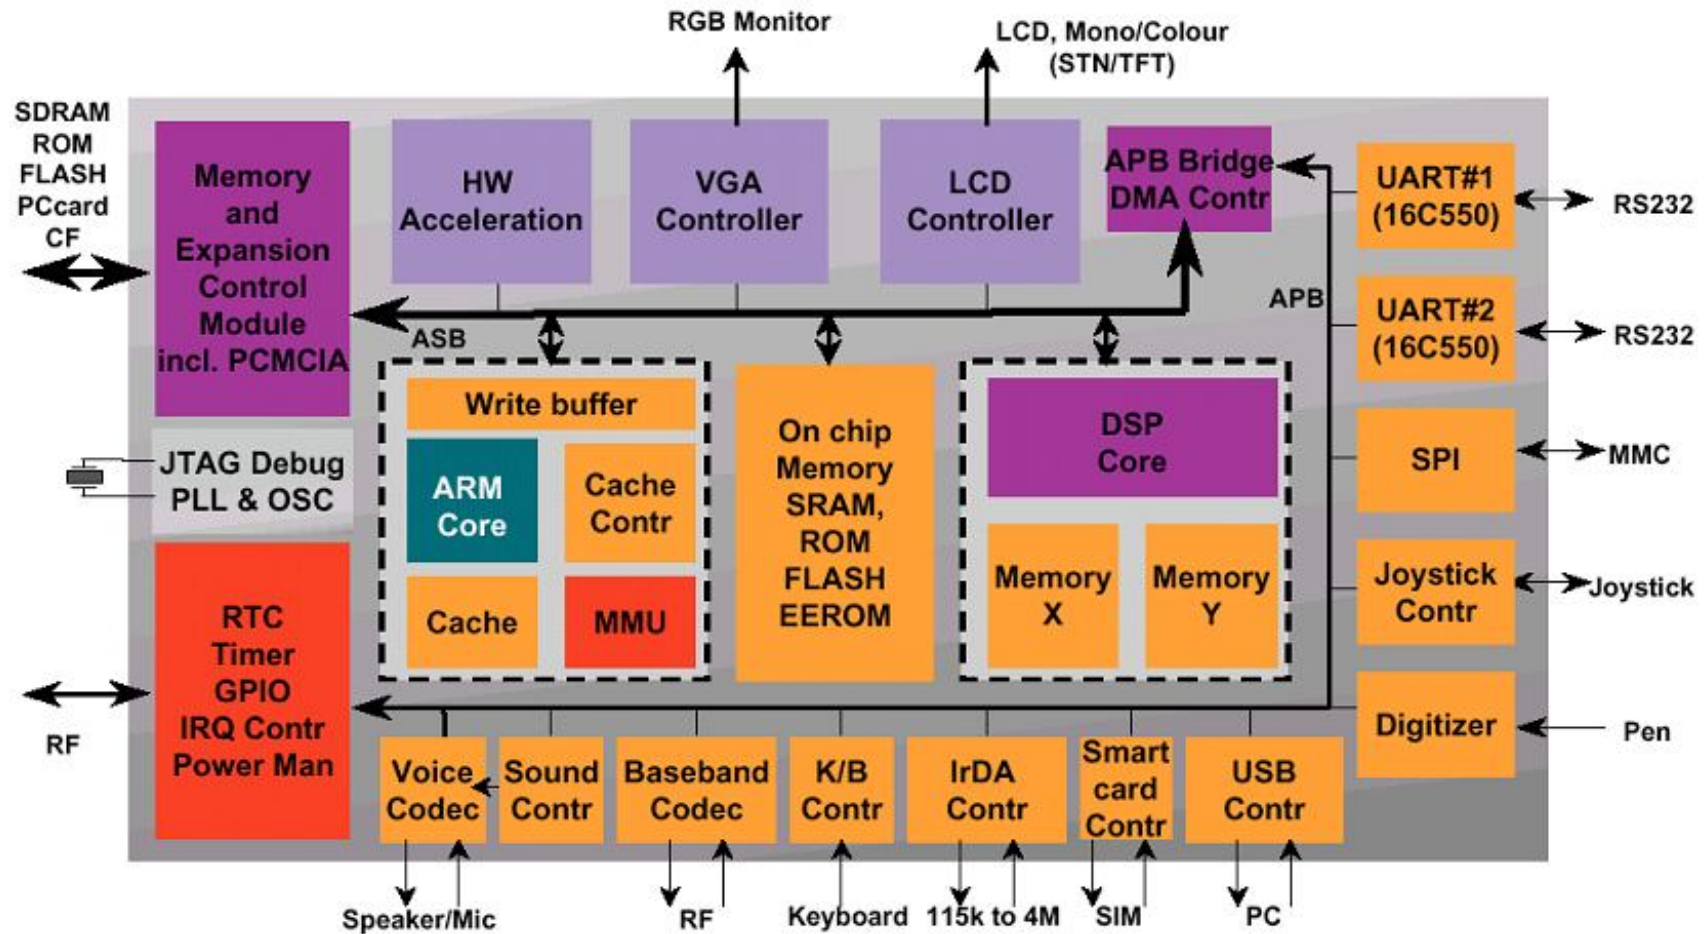 RGB Monitor
LCD, Mono/Colour
(STN/TFT)
SDRAM
ROM
FLASH
PCcard
CF
Memory
and
Expansion
Control
Module
incl. PCMCIA
HW
Acceleration
VGA
Controller
LCD
Controller
APB Bridge
DMA Contr
UART#1
(16C550)
RS232
APB
UART#2
(16C550)
RS232
ASB
Write buffer
ARM
Core
Cache
Contr
Cache
MMU
On chip
Memory
SRAM,
ROM
FLASH
EEROM
DSP
Core
Memory
X
Memory
Y
SPI
MMC
JTAG Debug
PLL & OSC
Joystick
Contr
Joystick
RTC
Timer
GPIO
IRQ Contr
Power Man
RF
Digitizer
Pen
Voice
Codec
Sound
Contr
Baseband
Codec
K/B
Contr
IrDA
Contr
Smart
card
Contr
USB
Contr
Speaker/Mic
RF
Keyboard
115k to 4M
SIM
PC